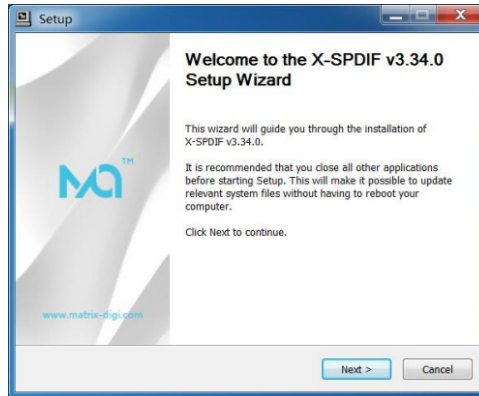 Setup
Welcome to the X-SPDIF v3.34.0
Setup Wizard
This wizard will guide you through the installation of
X-SPDIF v3.34.0.
It is recommended that you close all other applications
before starting Setup. This will make it possible to update
relevant system files without having to reboot your
computer.
Click Next to continue.
TM
www.matrix-digi.com
Next >
Cancel